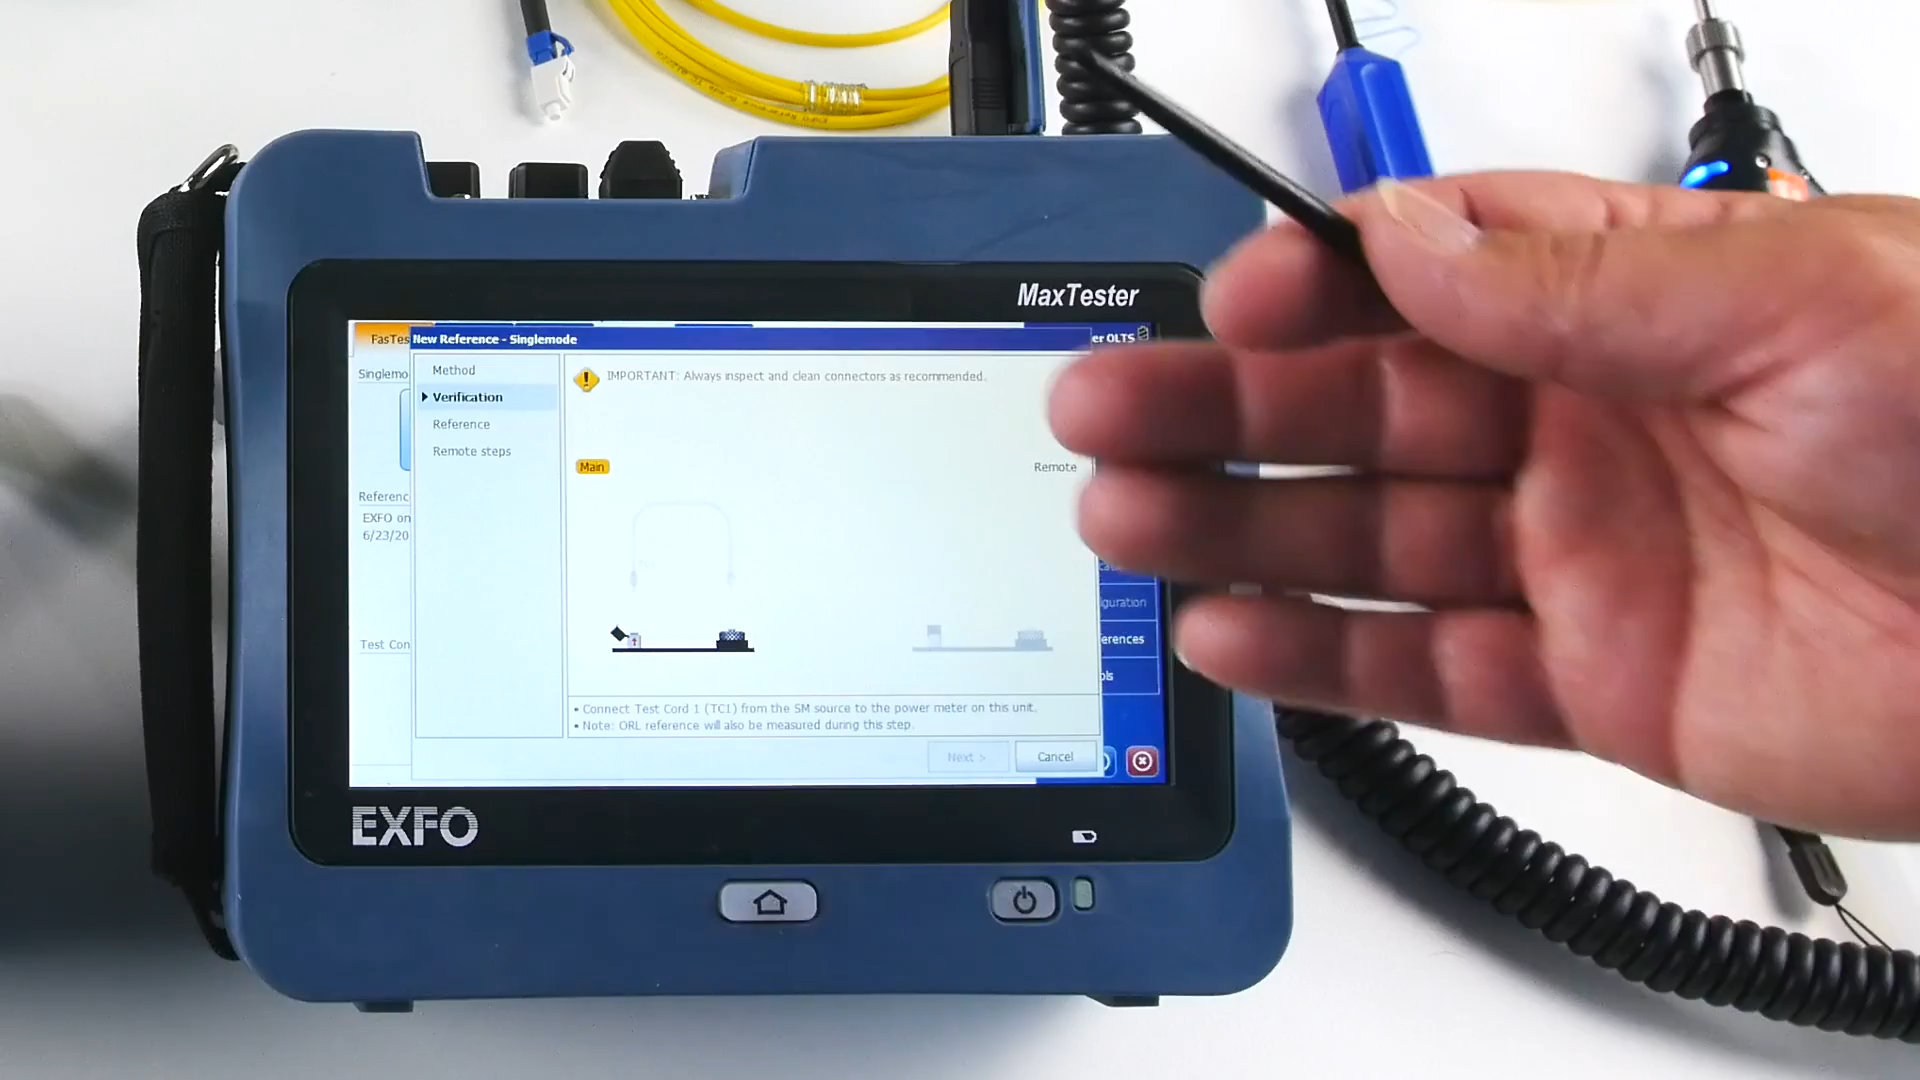 MaxTester
FasTes
New Reference - Singlemode
er OLTS
Singlemo
Method
Verification
Reference
Remote steps
IMPORTANT: Always inspect and clean connectors as recommended.
Main
Remote
Referenc
EXFO on
6/23/20
Test Con
iguration
erences
ols
• Connect Test Cord 1 (TC1) from the SM source to the power meter on this unit.
• Note: ORL reference will also be measured during this step.
Next >
Cancel
EXFO